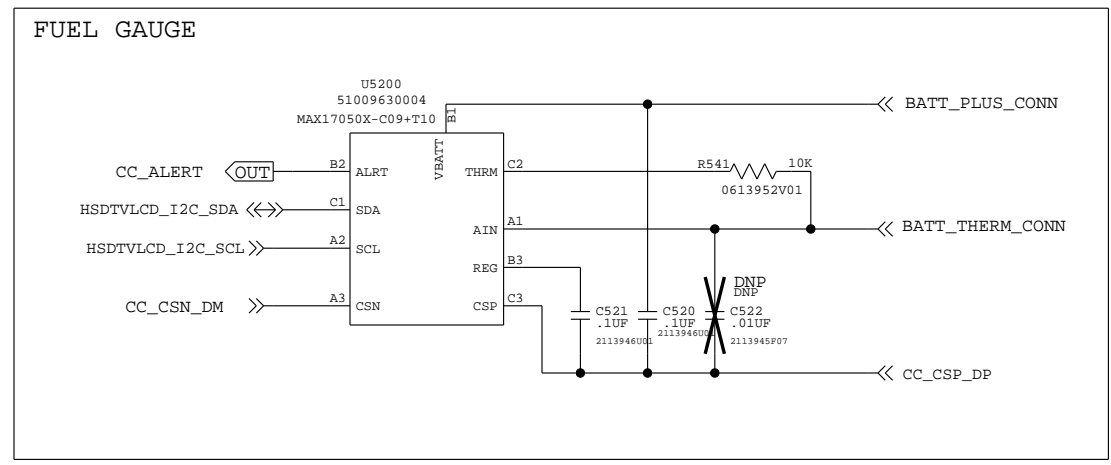 FUEL GAUGE
U5200
51009630004
MAX17050X-C09+T10
B1
VBATT
BATT_PLUS_CONN
CC_ALERT
OUT
B2
ALRT
THRM
C2
R541
10K
0613952V01
HSDTVLCD_I2C_SDA
C1
SDA
AIN
A1
BATT_THERM_CONN
HSDTVLCD_I2C_SCL
A2
SCL
REG
B3
DNP
DNP
CC_CSN_DM
A3
CSN
CSP
C3
C521
.1UF
2113946U01
C520
.1UF
2113946U01
C522
.01UF
2113945F07
CC_CSP_DP